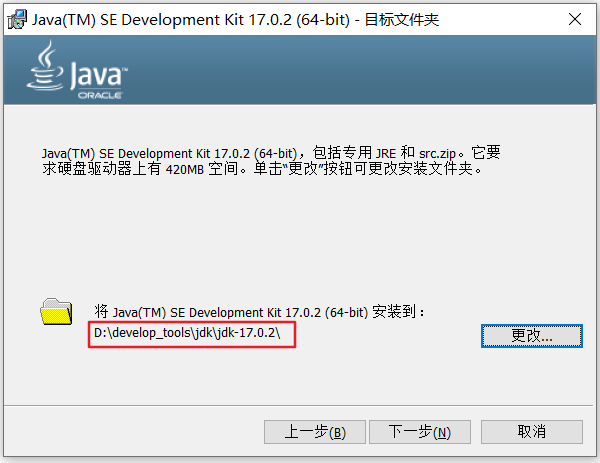 Java(TM) SE Development Kit 17.0.2 (64-bit) - 目标文件夹
Java™
ORACLE
Java(TM) SE Development Kit 17.0.2 (64-bit)，包括专用 JRE 和 src.zip。它要
求硬盘驱动器上有 420MB 空间。单击“更改”按钮可更改安装文件夹。
将 Java(TM) SE Development Kit 17.0.2 (64-bit) 安装到：
D:\develop_tools\jdk\jdk-17.0.2\
更改...
上一步(B) 下一步(N) 取消